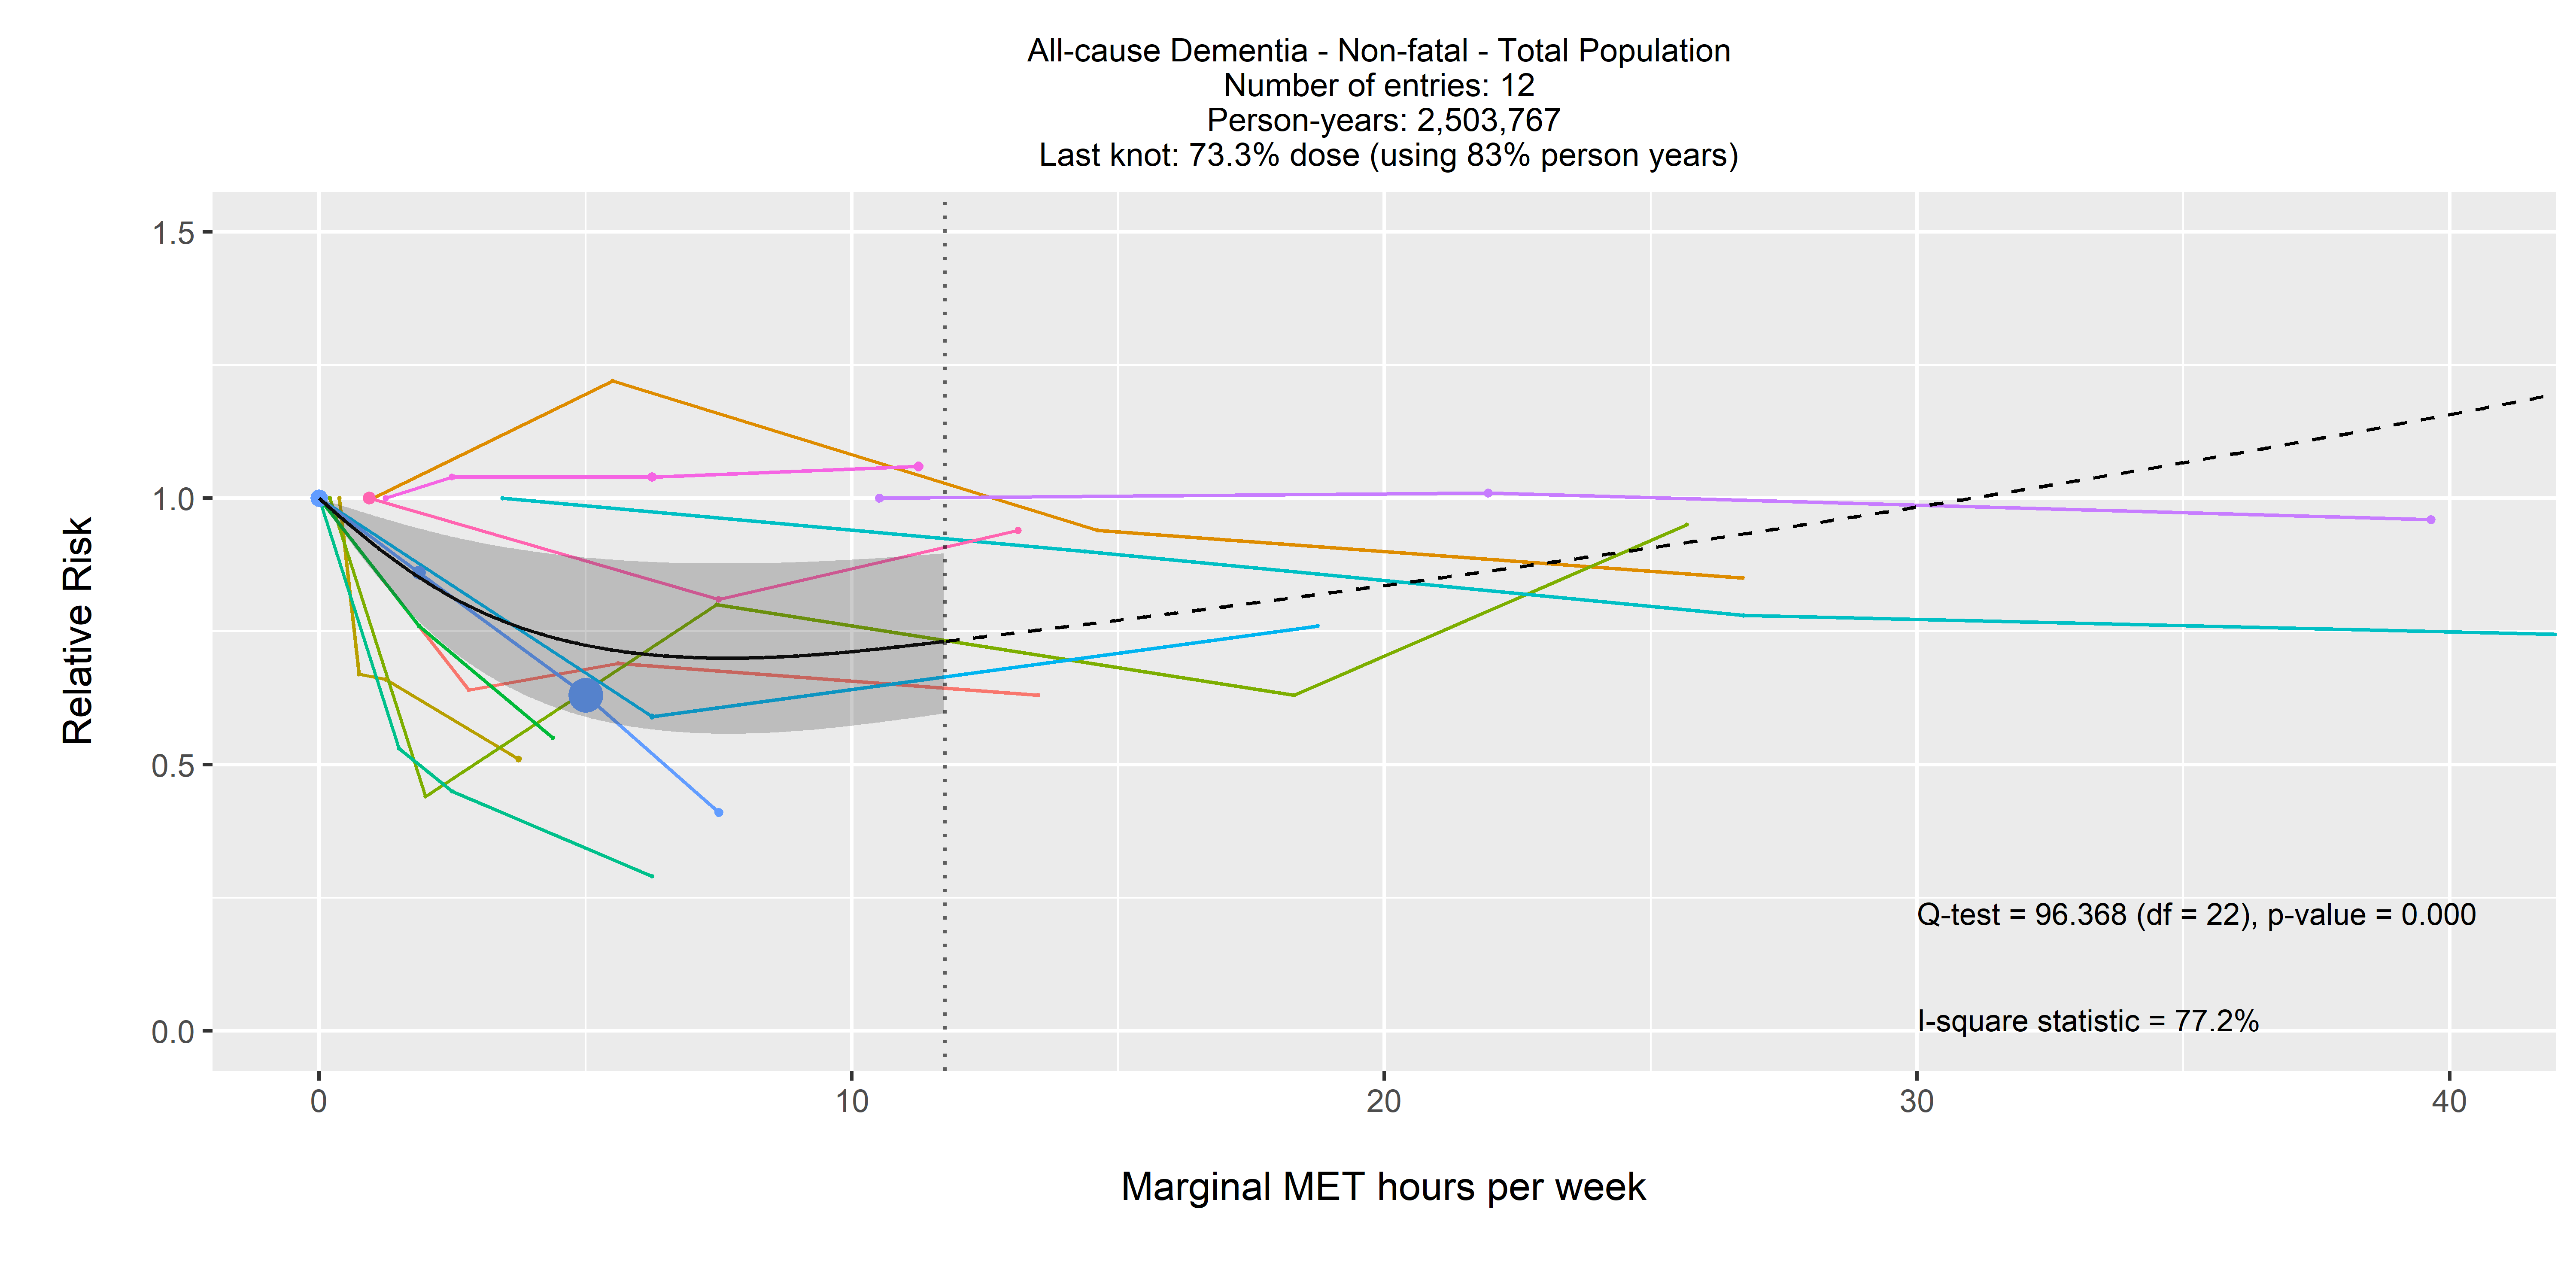 All-cause Dementia - Non-fatal - Total Population
Number of entries: 12
Person-years: 2,503,767
Last knot: 73.3% dose (using 83% person years)
1.5
1.0
0.5
0.0
Relative Risk
Q-test = 96.368 (df = 22), p-value = 0.000
I-square statistic = 77.2%
0 10 20 30 40
Marginal MET hours per week